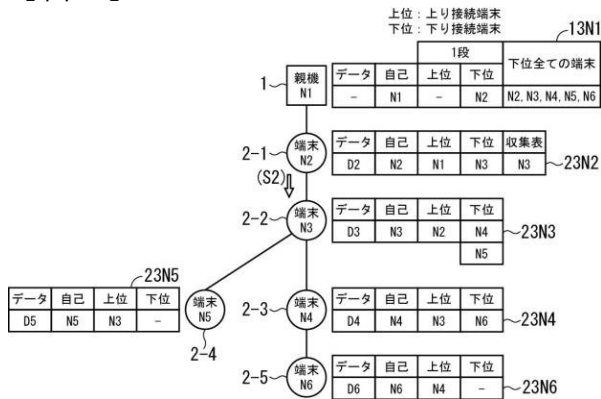 上位：上り接続端末
下位：下り接続端末
13N1
1段
下位全ての端末
データ 自己 上位 下位
－ N1 － N2 N2, N3, N4, N5, N6
1
親機
N1
2-1
端末
N2
データ 自己 上位 下位 収集表
D2 N2 N1 N3 N3
23N2
(S2)
2-2
端末
N3
データ 自己 上位 下位
D3 N3 N2 N4
N5
23N3
23N5
データ 自己 上位 下位
D5 N5 N3 －
端末
N5
2-4
2-3
端末
N4
データ 自己 上位 下位
D4 N4 N3 N6
23N4
2-5
端末
N6
データ 自己 上位 下位
D6 N6 N4 －
23N6